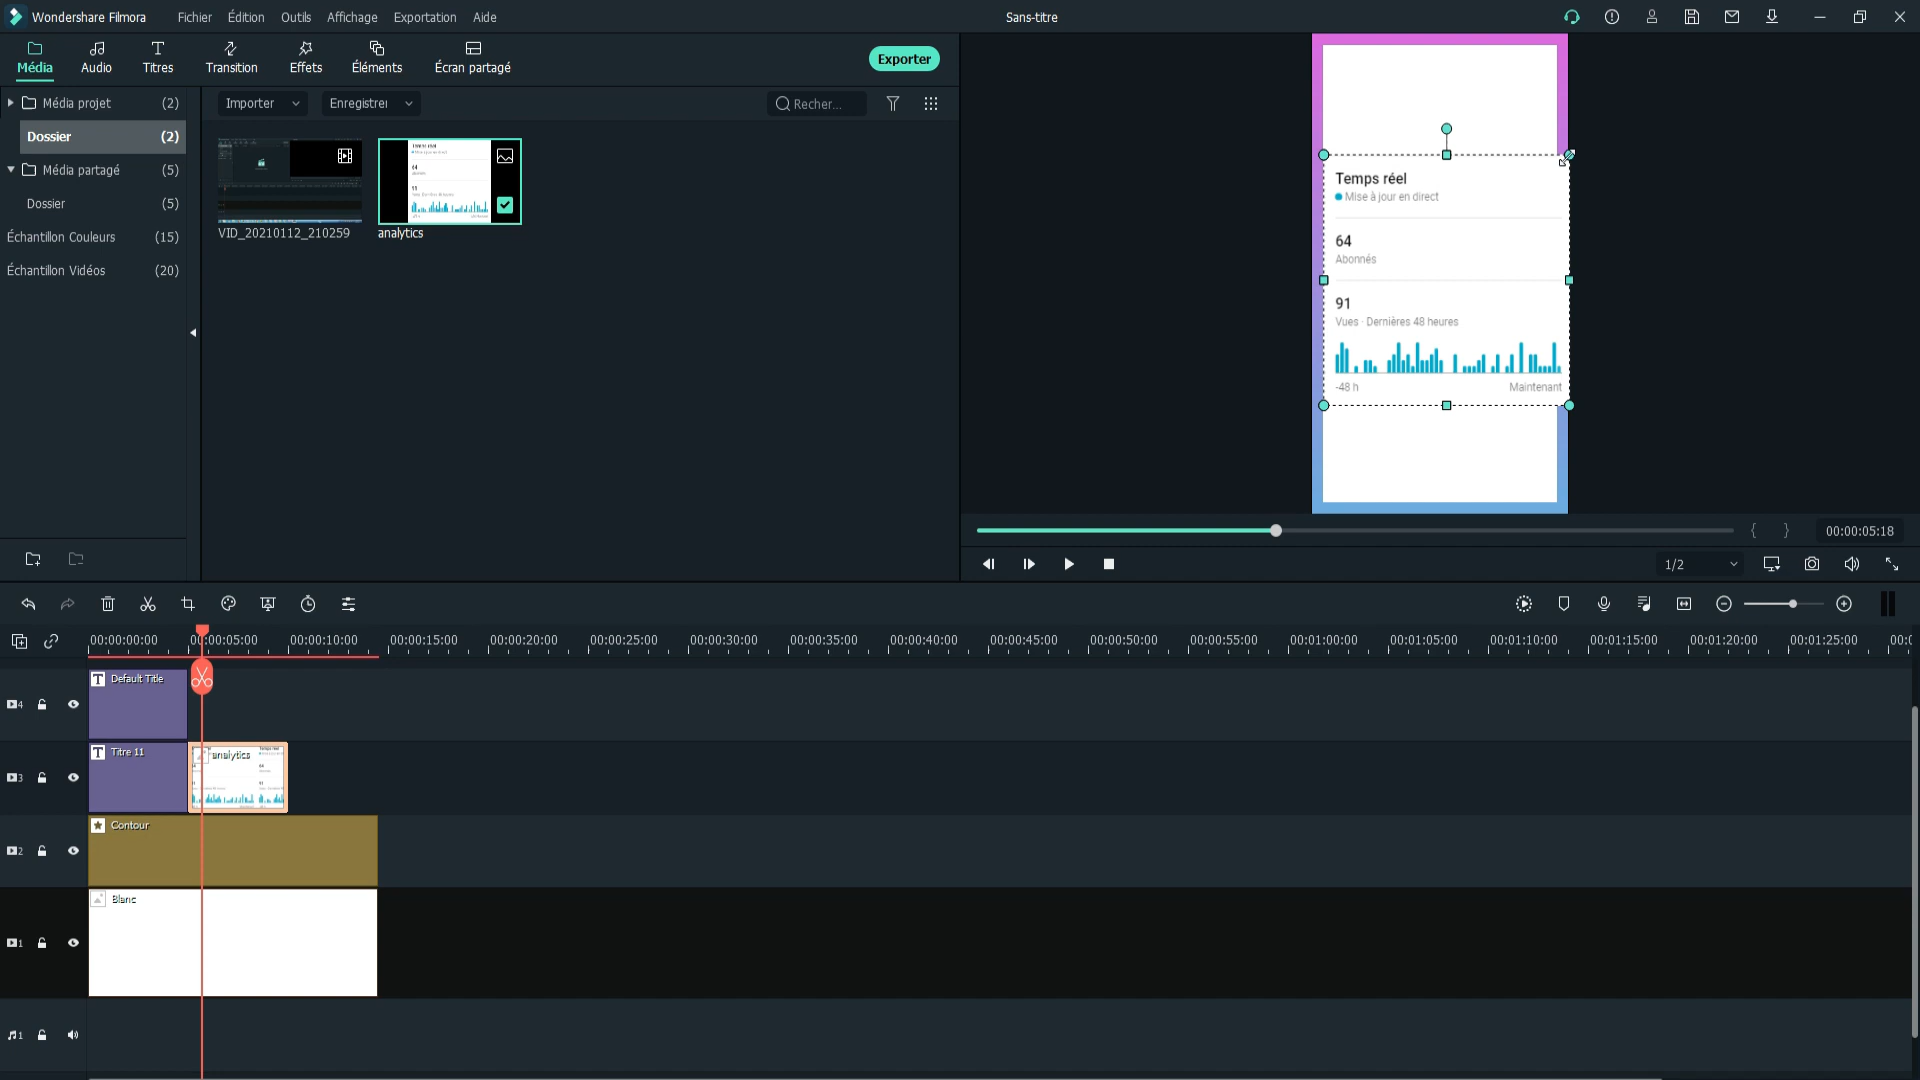 Wondershare Filmora
Fichier Édition Outils Affichage Exportation Aide
Sans-titre
Média Audio Titres Transition Effets Éléments Écran partagé
Exporter
Média projet (2)
Dossier (2)
Média partagé (5)
Dossier (5)
Échantillon Couleurs (15)
Échantillon Vidéos (20)
Importer
Enregistrer
Recher...
VID_20210112_210259
analytics
Temps réel
Mise à jour en direct
64
Abonnés
91
Vues · Dernières 48 heures
-48 h Maintenant
00:00:05:18
1/2
00:00:00:00 00:00:05:00 00:00:10:00 00:00:15:00 00:00:20:00 00:00:25:00 00:00:30:00 00:00:35:00 00:00:40:00 00:00:45:00 00:00:50:00 00:00:55:00 00:01:00:00 00:01:05:00 00:01:10:00 00:01:15:00 00:01:20:00 00:01:25:00
4
Default Title
3
Titre 11
analytics
2
Contour
1
Blanc
1